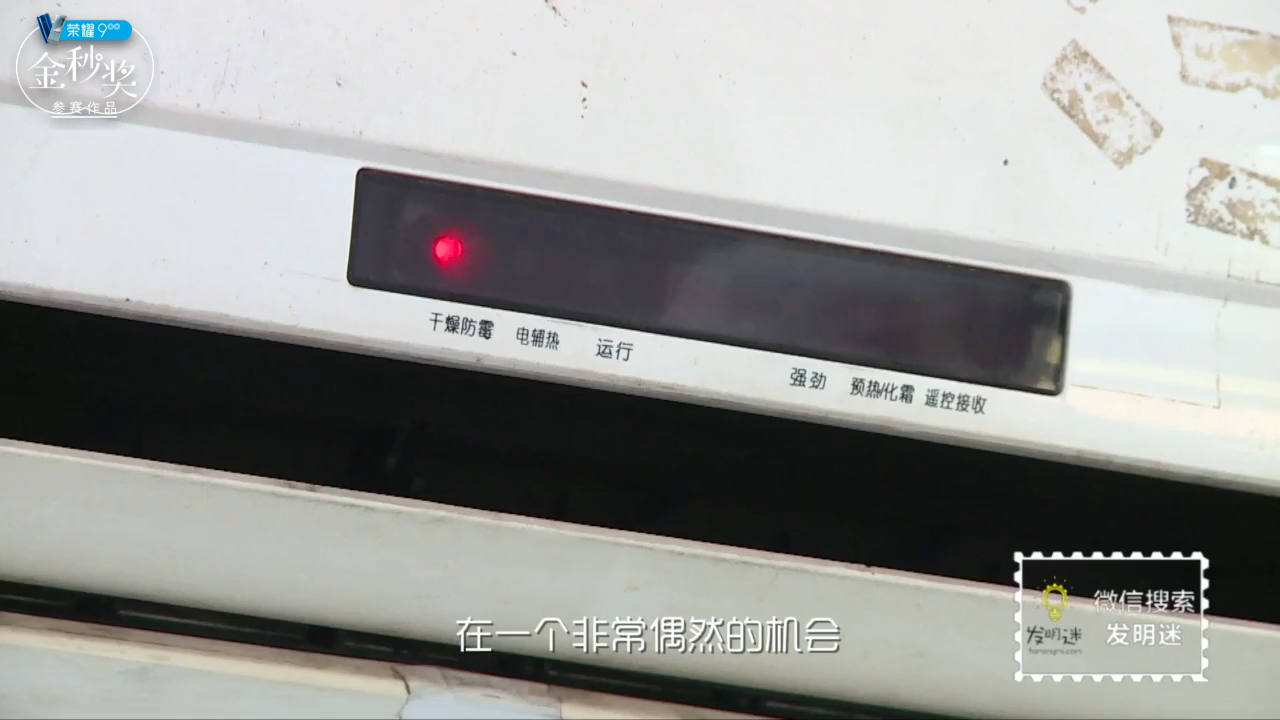 荣耀9
金秒奖
参赛作品
干燥防霉 电辅热 运行 强劲 预热/化霜 遥控接收
微信搜索
发明迷
发明迷
famingmi.com
在一个非常偶然的机会